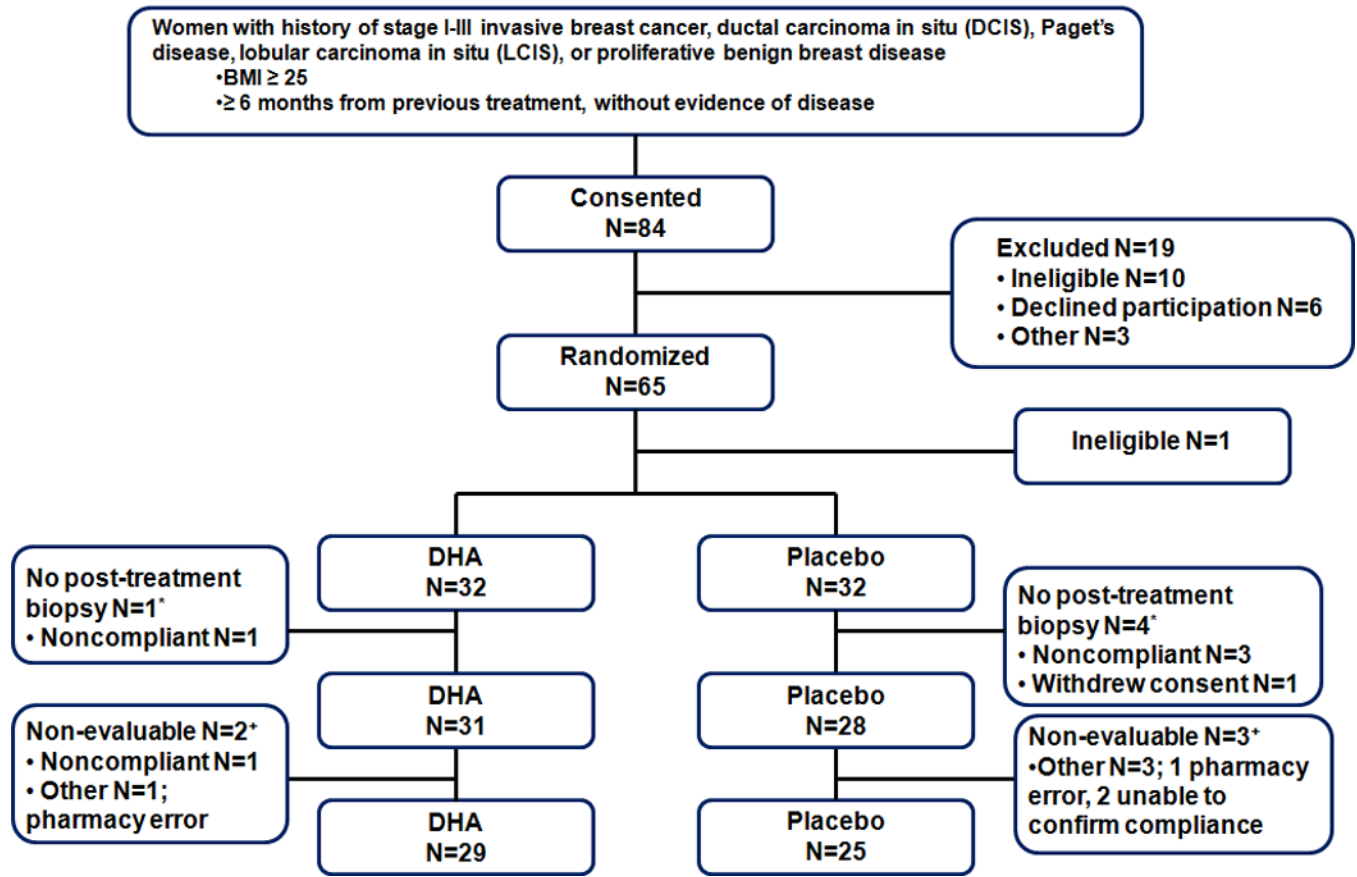 Women with history of stage I-III invasive breast cancer, ductal carcinoma in situ (DCIS), Paget's
disease, lobular carcinoma in situ (LCIS), or proliferative benign breast disease
•BMI ≥ 25
•≥ 6 months from previous treatment, without evidence of disease
Consented
N=84
Excluded N=19
• Ineligible N=10
• Declined participation N=6
• Other N=3
Randomized
N=65
Ineligible N=1
DHA
N=32
Placebo
N=32
No post-treatment
biopsy N=1*
• Noncompliant N=1
No post-treatment
biopsy N=4*
• Noncompliant N=3
• Withdrew consent N=1
DHA
N=31
Placebo
N=28
Non-evaluable N=2+
• Noncompliant N=1
• Other N=1;
pharmacy error
Non-evaluable N=3+
•Other N=3; 1 pharmacy
error, 2 unable to
confirm compliance
DHA
N=29
Placebo
N=25